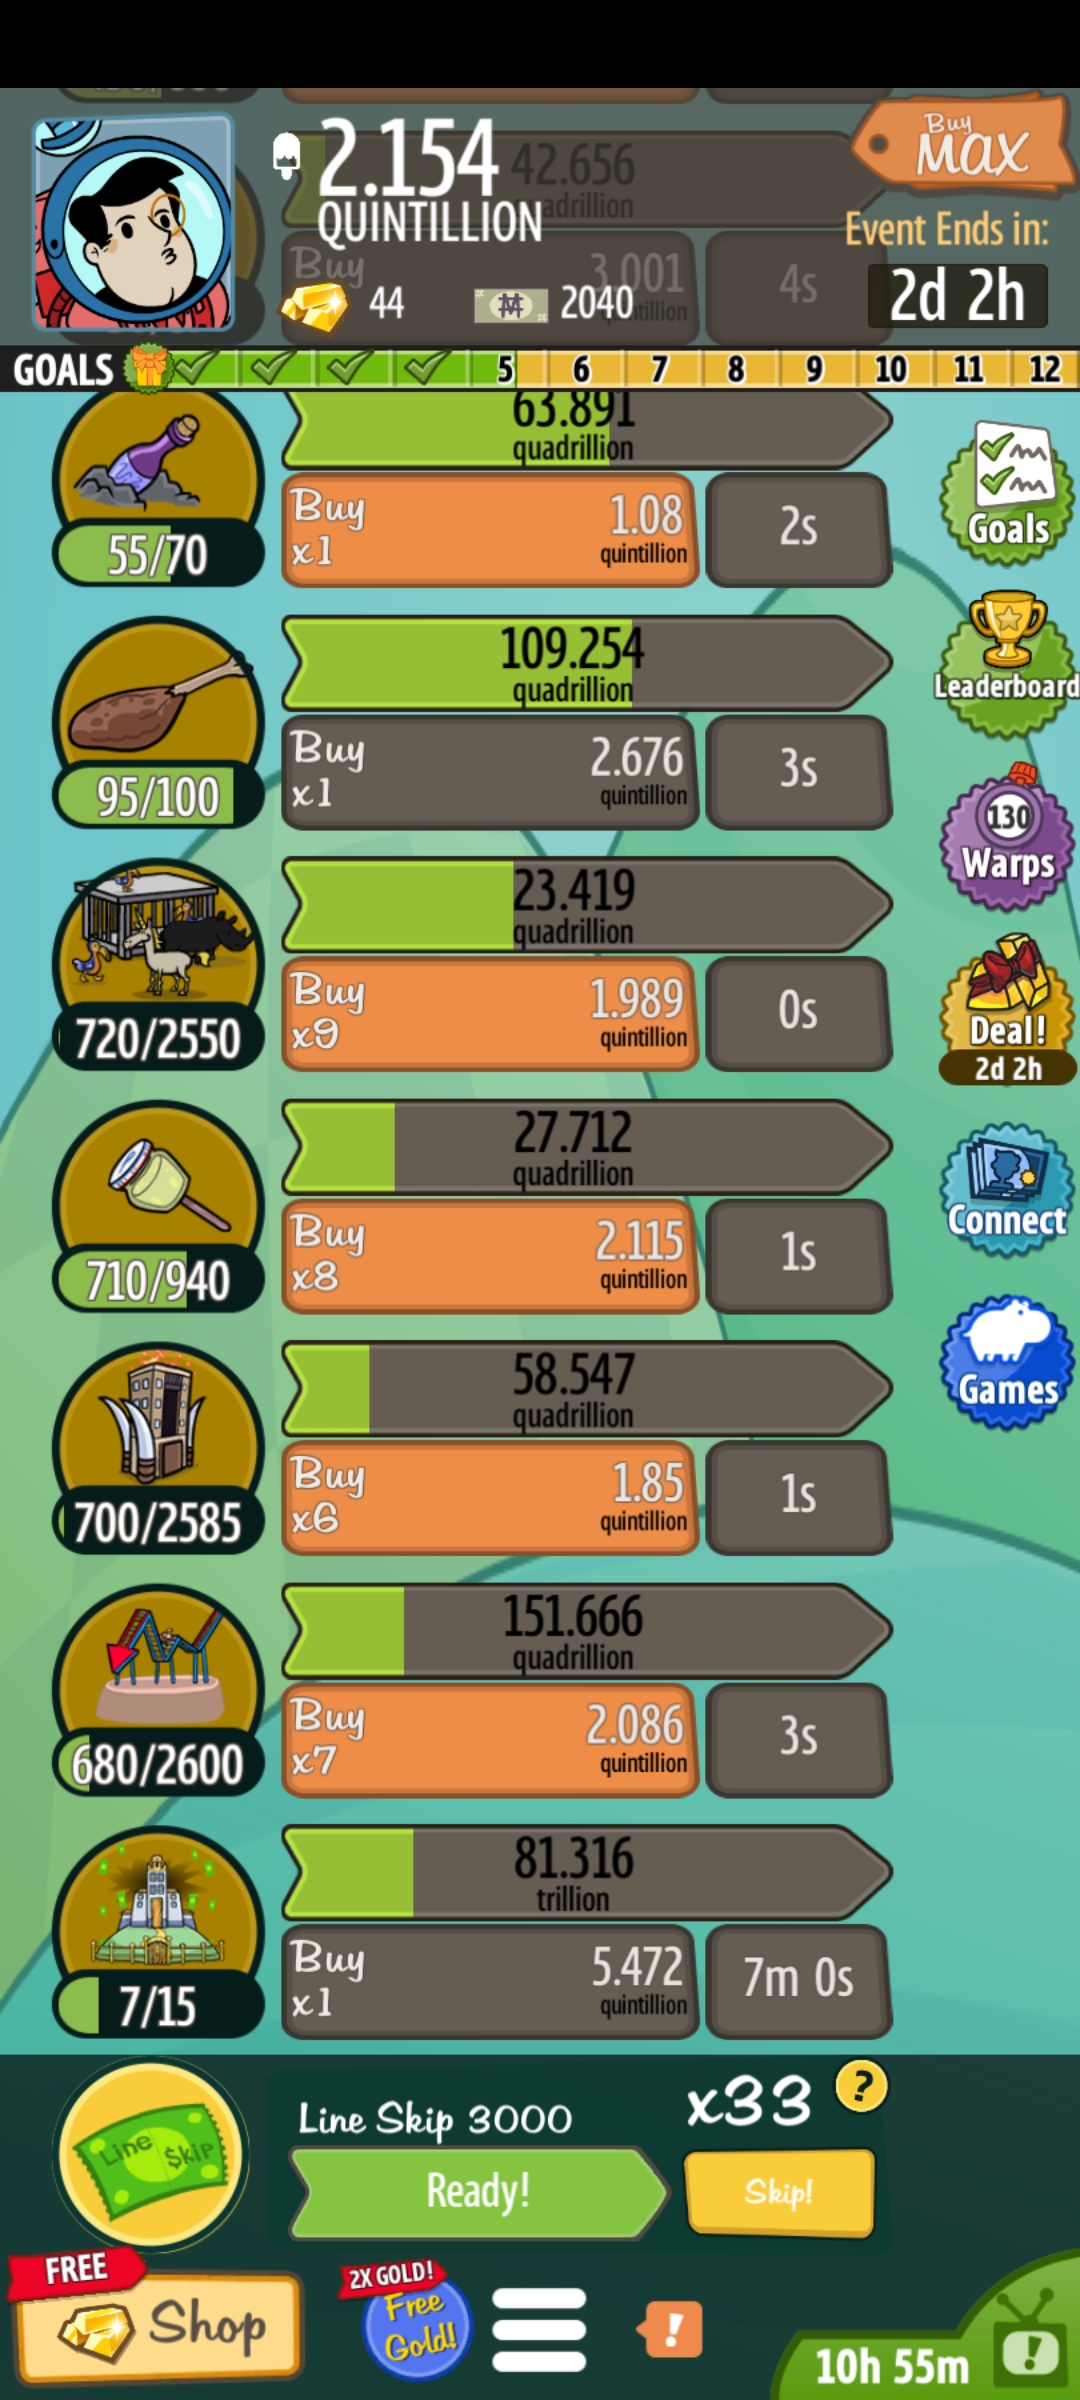 2.154
QUINTILLION
44
2040
Buy
MAX
Event Ends in:
2d 2h
42.656
Buy
3.001
4s
GOALS
5
6
7
8
9
10
11
12
63.891
quadrillion
55/70
Buy
x1
1.08
quintillion
2s
109.254
quadrillion
95/100
Buy
x1
2.676
quintillion
3s
23.419
quadrillion
720/2550
Buy
x9
1.989
quintillion
0s
27.712
quadrillion
710/940
Buy
x8
2.115
quintillion
1s
58.547
quadrillion
700/2585
Buy
x6
1.85
quintillion
1s
151.666
quadrillion
680/2600
Buy
x7
2.086
quintillion
3s
81.316
trillion
7/15
Buy
x1
5.472
quintillion
7m 0s
Goals
Leaderboard
130
Warps
Deal!
2d 2h
Connect
Games
Line $kip
Line Skip 3000
Ready!
x33
?
Skip!
FREE
Shop
2X GOLD!
Free
Gold!
!
10h 55m
!